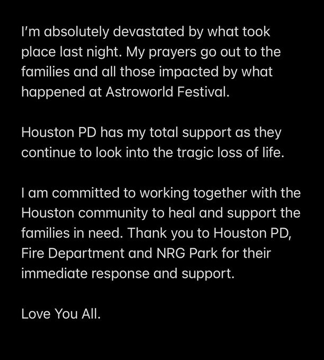 I'm absolutely devastated by what took
place last night. My prayers go out to the
families and all those impacted by what
happened at Astroworld Festival.
Houston PD has my total support as they
continue to look into the tragic loss of life.
I am committed to working together with the
Houston community to heal and support the
families in need. Thank you to Houston PD,
Fire Department and NRG Park for their
immediate response and support.
Love You All.